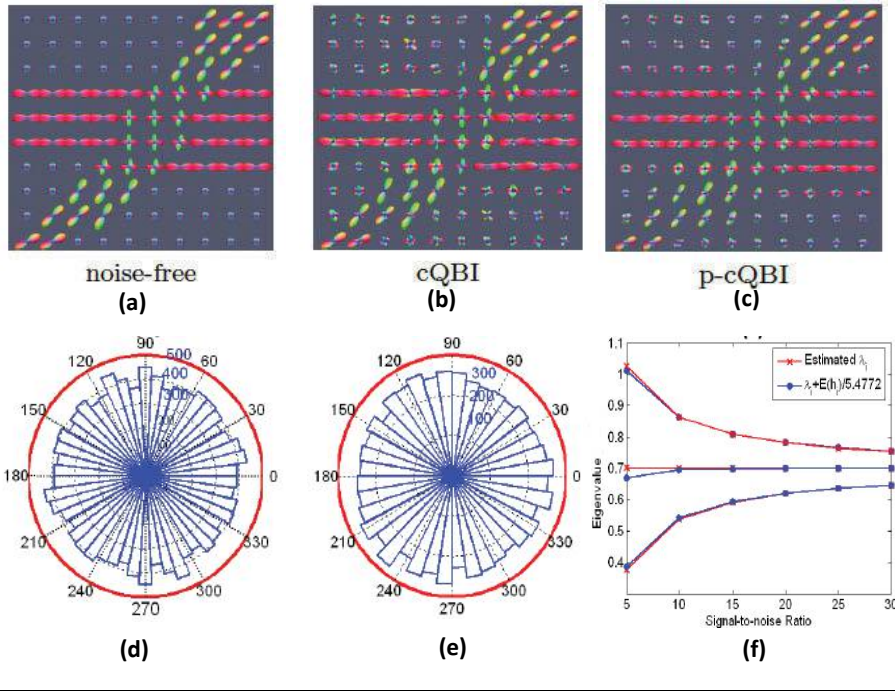 noise-free
cQBI
p-cQBI
(a)
(b)
(c)
90
120
60
500
400
300
150
30
180
0
210
330
240
300
270
(d)
90
120
60
300
200
100
150
30
180
0
210
330
240
300
270
(e)
1.1
1
0.9
0.8
0.7
0.6
0.5
0.4
Eigenvalue
Estimated λi
λi+E(hi)/5.4772
5 10 15 20 25 30
Signal-to-noise Ratio
(f)